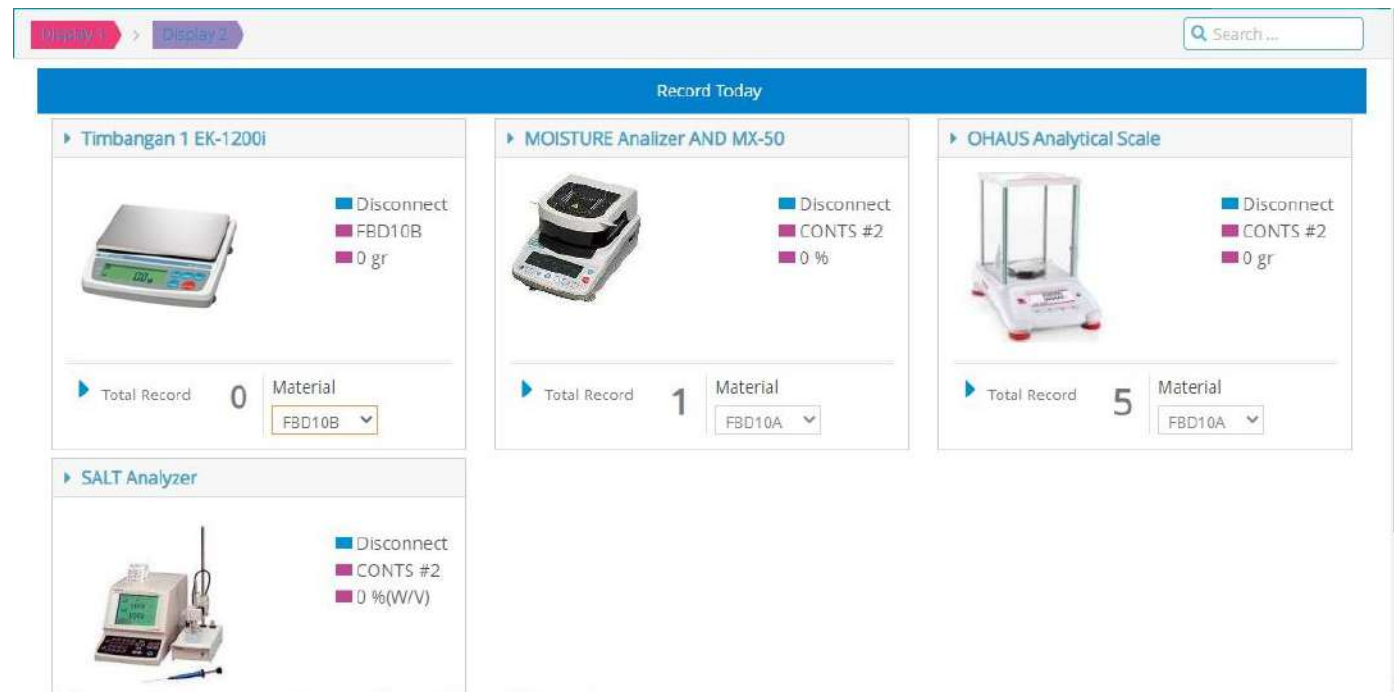 Display 1 > Display 2
Search ...
Record Today
Timbangan 1 EK-1200i
Disconnect
FBD10B
0 gr
Total Record 0
Material
FBD10B
MOISTURE Analizer AND MX-50
Disconnect
CONTS #2
0 %
Total Record 1
Material
FBD10A
OHAUS Analytical Scale
Disconnect
CONTS #2
0 gr
Total Record 5
Material
FBD10A
SALT Analyzer
Disconnect
CONTS #2
0 %(W/V)